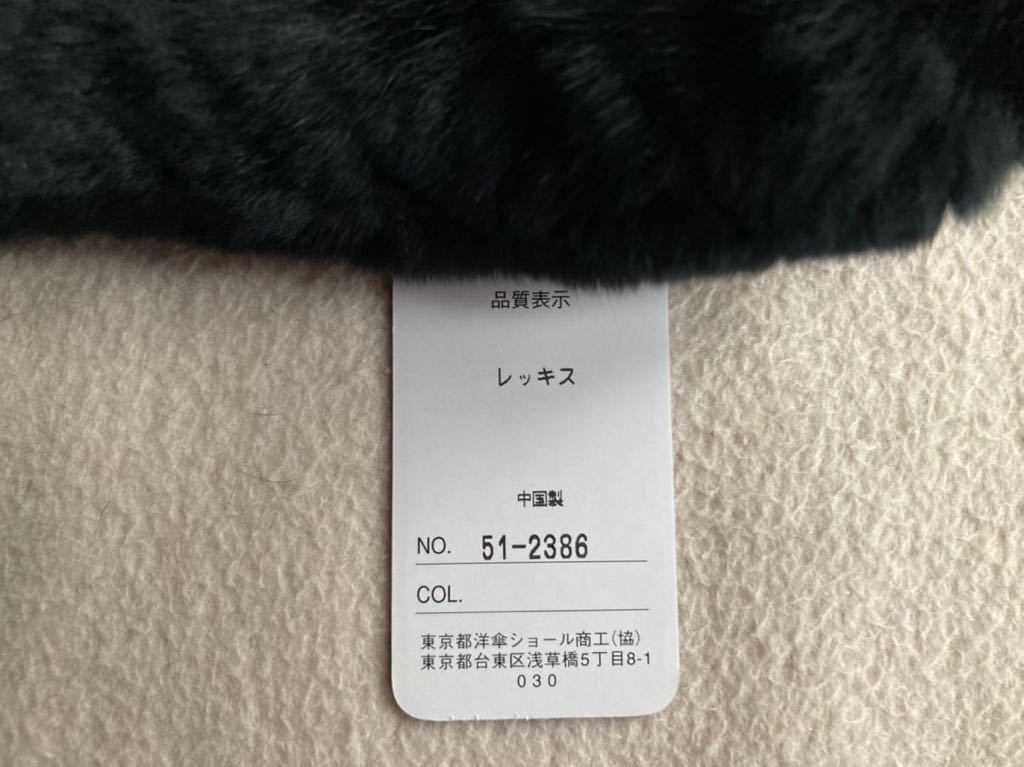 品質表示
レッキス
中国製
NO. 51-2386
COL.
東京都洋傘ショール商工(協)
東京都台東区浅草橋5丁目8-1
030